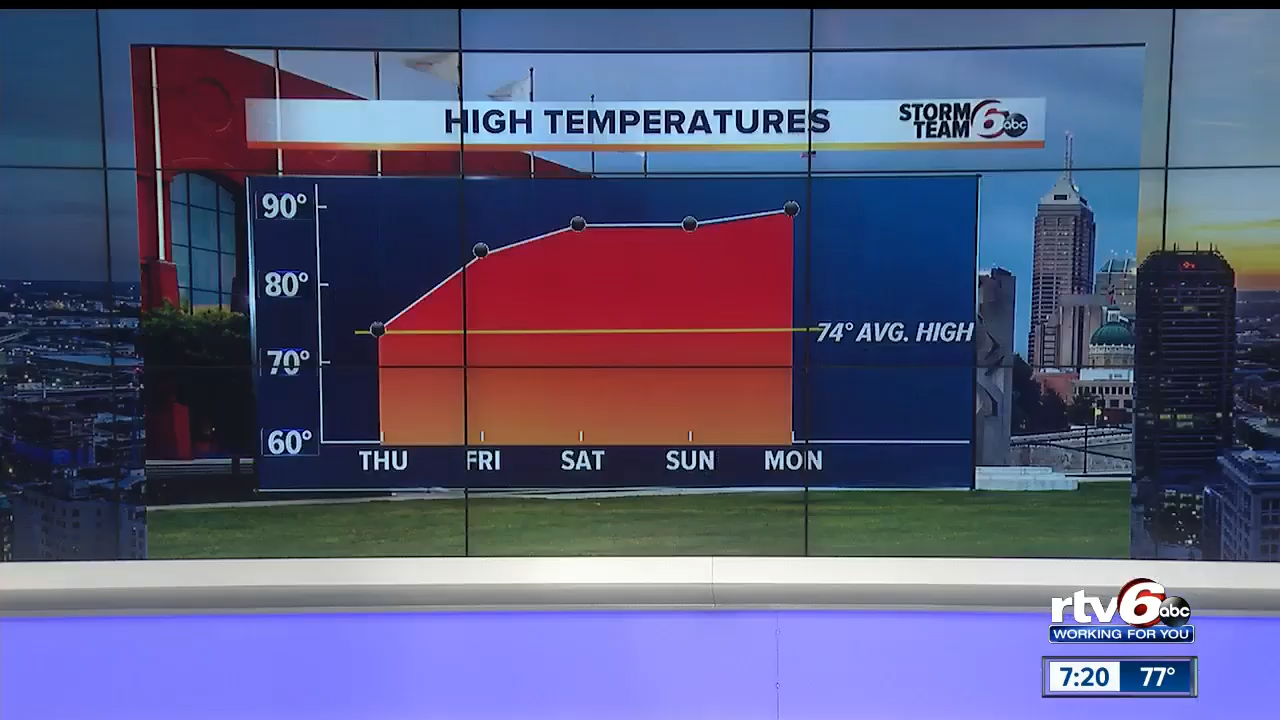 HIGH TEMPERATURES
STORM
TEAM
6 abc
90°
80°
70°
60°
74° AVG. HIGH
THU FRI SAT SUN MON
rtv6 abc
WORKING FOR YOU
7:20 77°